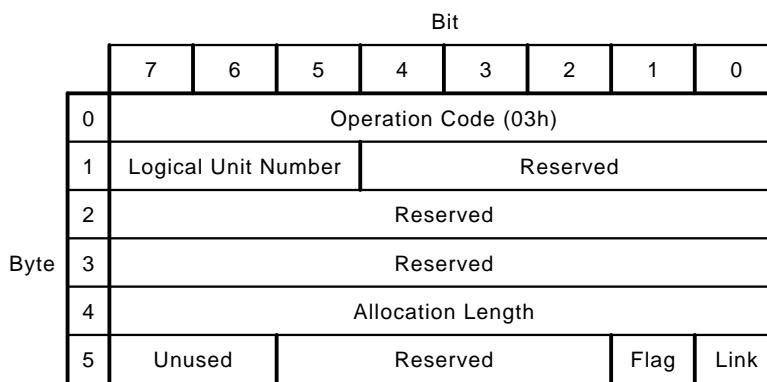 Bit
7 6 5 4 3 2 1 0
0 Operation Code (03h)
1 Logical Unit Number Reserved
2 Reserved
Byte 3 Reserved
4 Allocation Length
5 Unused Reserved Flag Link